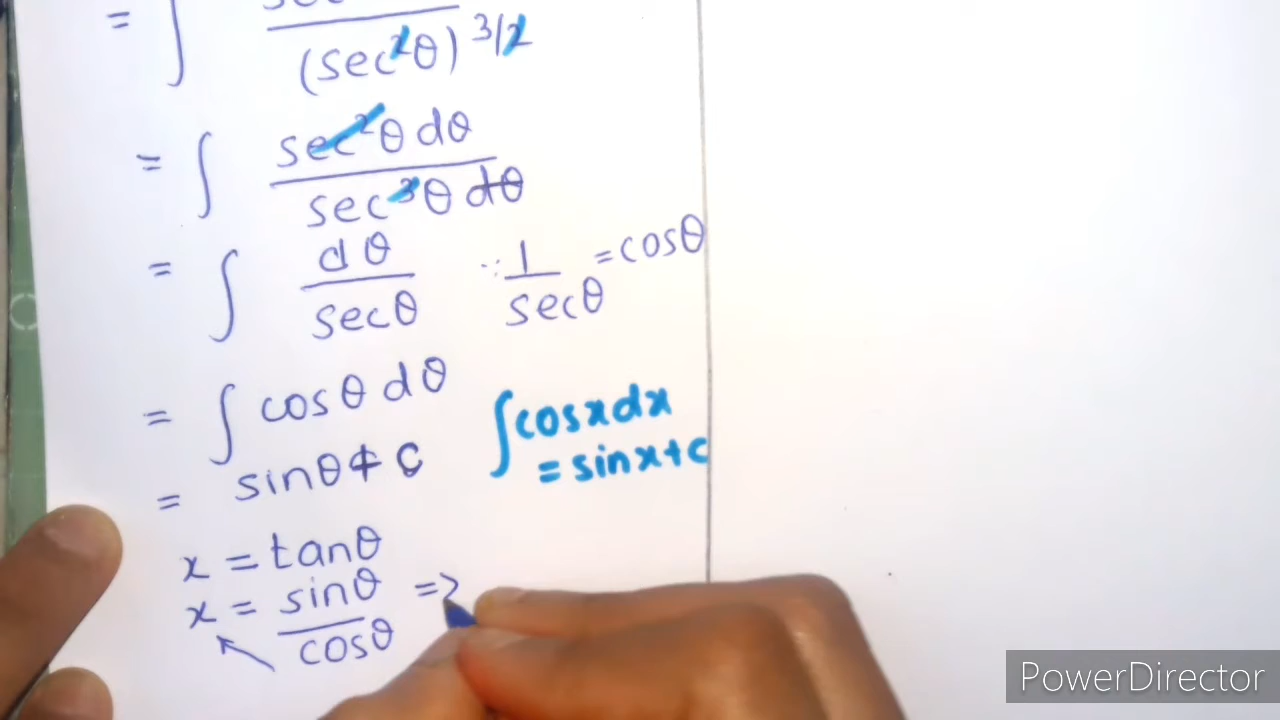 = ∫
(sec²θ)^3/2
= ∫ sec²θ dθ
sec³θ dθ
= ∫ dθ / secθ ∵ 1 / secθ = cosθ
= ∫ cosθ dθ ∫cosxdx
= sinθ + c = sinx+c
x = tanθ
x = sinθ / cosθ =>
PowerDirector